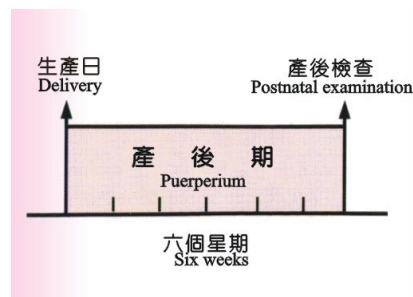 生產日
Delivery
產後檢查
Postnatal examination
產後期
Puerperium
六個星期
Six weeks